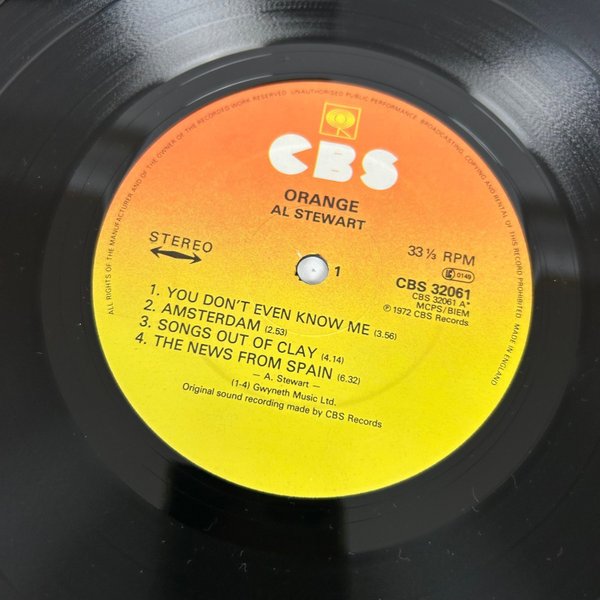 ALL RIGHTS OF THE MANUFACTURER AND OF THE OWNER OF THE RECORDED WORK RESERVED. UNAUTHORISED PUBLIC PERFORMANCE, BROADCASTING, COPYING AND RENTAL OF THIS RECORD PROHIBITED. MADE IN ENGLAND
CBS
ORANGE
AL STEWART
STEREO
33 1/3 RPM
0149
1
CBS 32061
CBS 32061 A*
MCPS/BIEM
℗ 1972 CBS Records
1. YOU DON'T EVEN KNOW ME (3.56)
2. AMSTERDAM (2.53)
3. SONGS OUT OF CLAY (4.14)
4. THE NEWS FROM SPAIN (6.32)
— A. Stewart —
(1-4) Gwyneth Music Ltd.
Original sound recording made by CBS Records